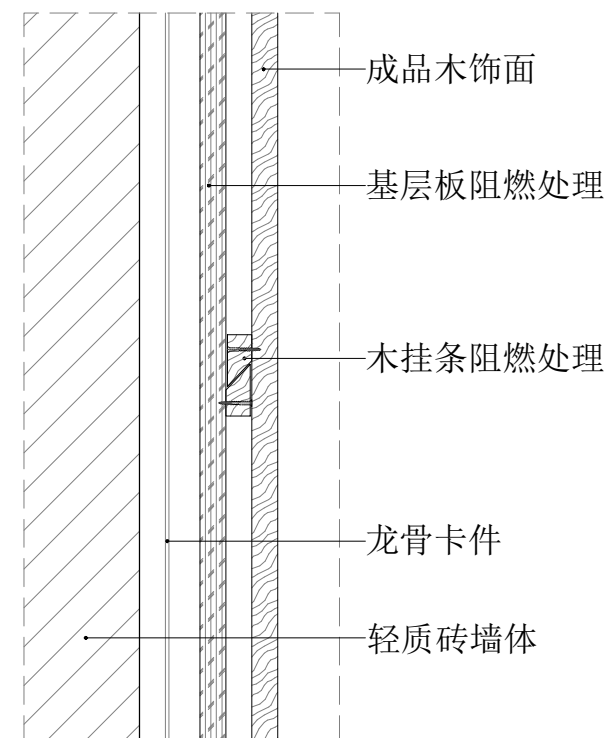 成品木饰面
基层板阻燃处理
木挂条阻燃处理
龙骨卡件
轻质砖墙体